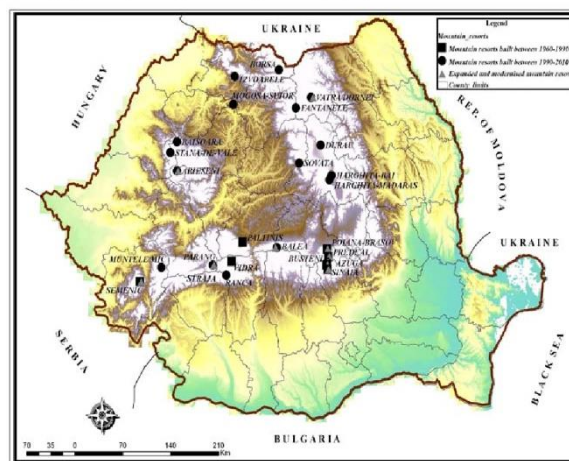 UKRAINE
Legend
Mountain_resorts
Mountain resorts built between 1960-1990
Mountain resorts built between 1990-2010
Expanded and modernised mountain resorts
County limits
HUNGARY
REP. OF MOLDOVA
BORSA
IZVOARELE
MOGOSA-SUIOR
VATRA-DORNEI
FANTANELE
BAISOARA
STANA-DE-VALE
ARIESENI
DURAU
SOVATA
HARGHITA-BAI
HARGHITA-MADARAS
PALTINIS
BALEA
POIANA-BRASOV
PREDEAL
BUSTENI
AZUGA
SINAIA
MUNTELE-MIC
PARANG
VIDRA
STRAJA
RANCA
SEMENIC
UKRAINE
SERBIA
BLACK SEA
BULGARIA
70 35 0 70 140 210
Km